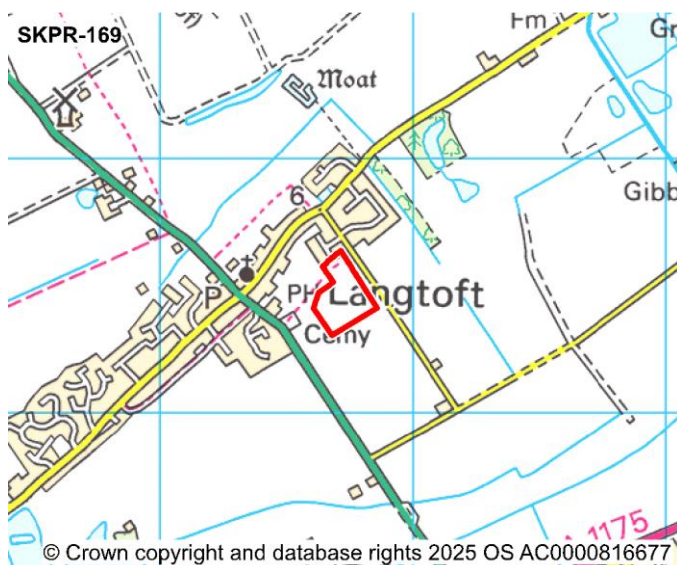 SKPR-169
Fm
Gr
Moat
Gibb
6
P
PH
Langtoft
Cemy
A 1175
© Crown copyright and database rights 2025 OS AC0000816677